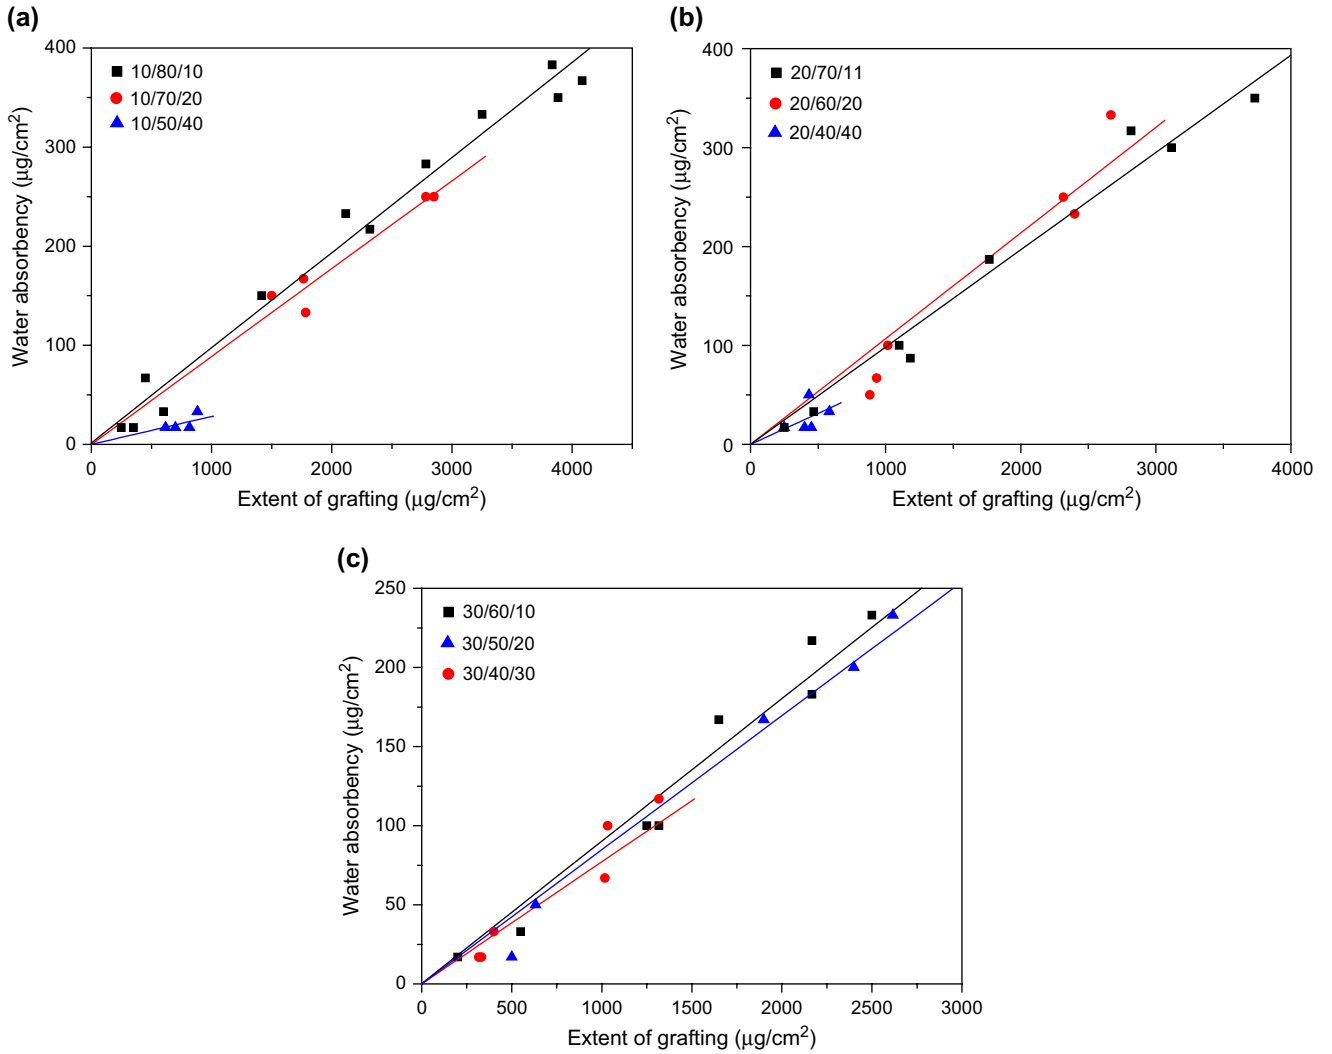 (a)
400
300
200
100
0
Water absorbency (µg/cm²)
10/80/10
10/70/20
10/50/40
0 1000 2000 3000 4000
Extent of grafting (µg/cm²)
(b)
400
300
200
100
0
Water absorbency (µg/cm²)
20/70/11
20/60/20
20/40/40
0 1000 2000 3000 4000
Extent of grafting (µg/cm²)
(c)
250
200
150
100
50
0
Water absorbency (µg/cm²)
30/60/10
30/50/20
30/40/30
0 500 1000 1500 2000 2500 3000
Extent of grafting (µg/cm²)